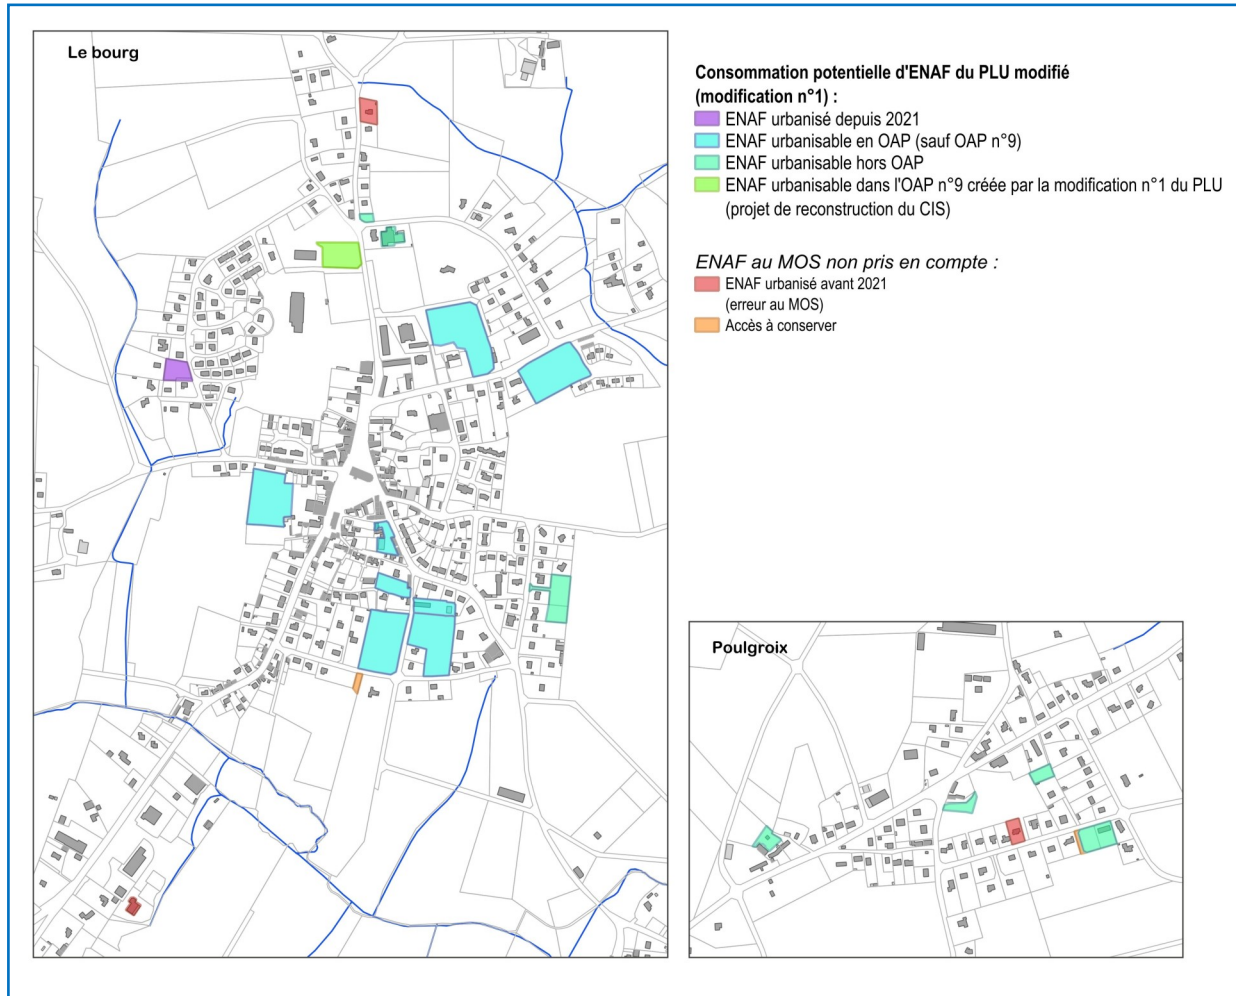 Le bourg
Consommation potentielle d'ENAF du PLU modifié
(modification n°1) :
ENAF urbanisé depuis 2021
ENAF urbanisable en OAP (sauf OAP n°9)
ENAF urbanisable hors OAP
ENAF urbanisable dans l'OAP n°9 créée par la modification n°1 du PLU
(projet de reconstruction du CIS)
ENAF au MOS non pris en compte :
ENAF urbanisé avant 2021
(erreur au MOS)
Accès à conserver
Poulgroix